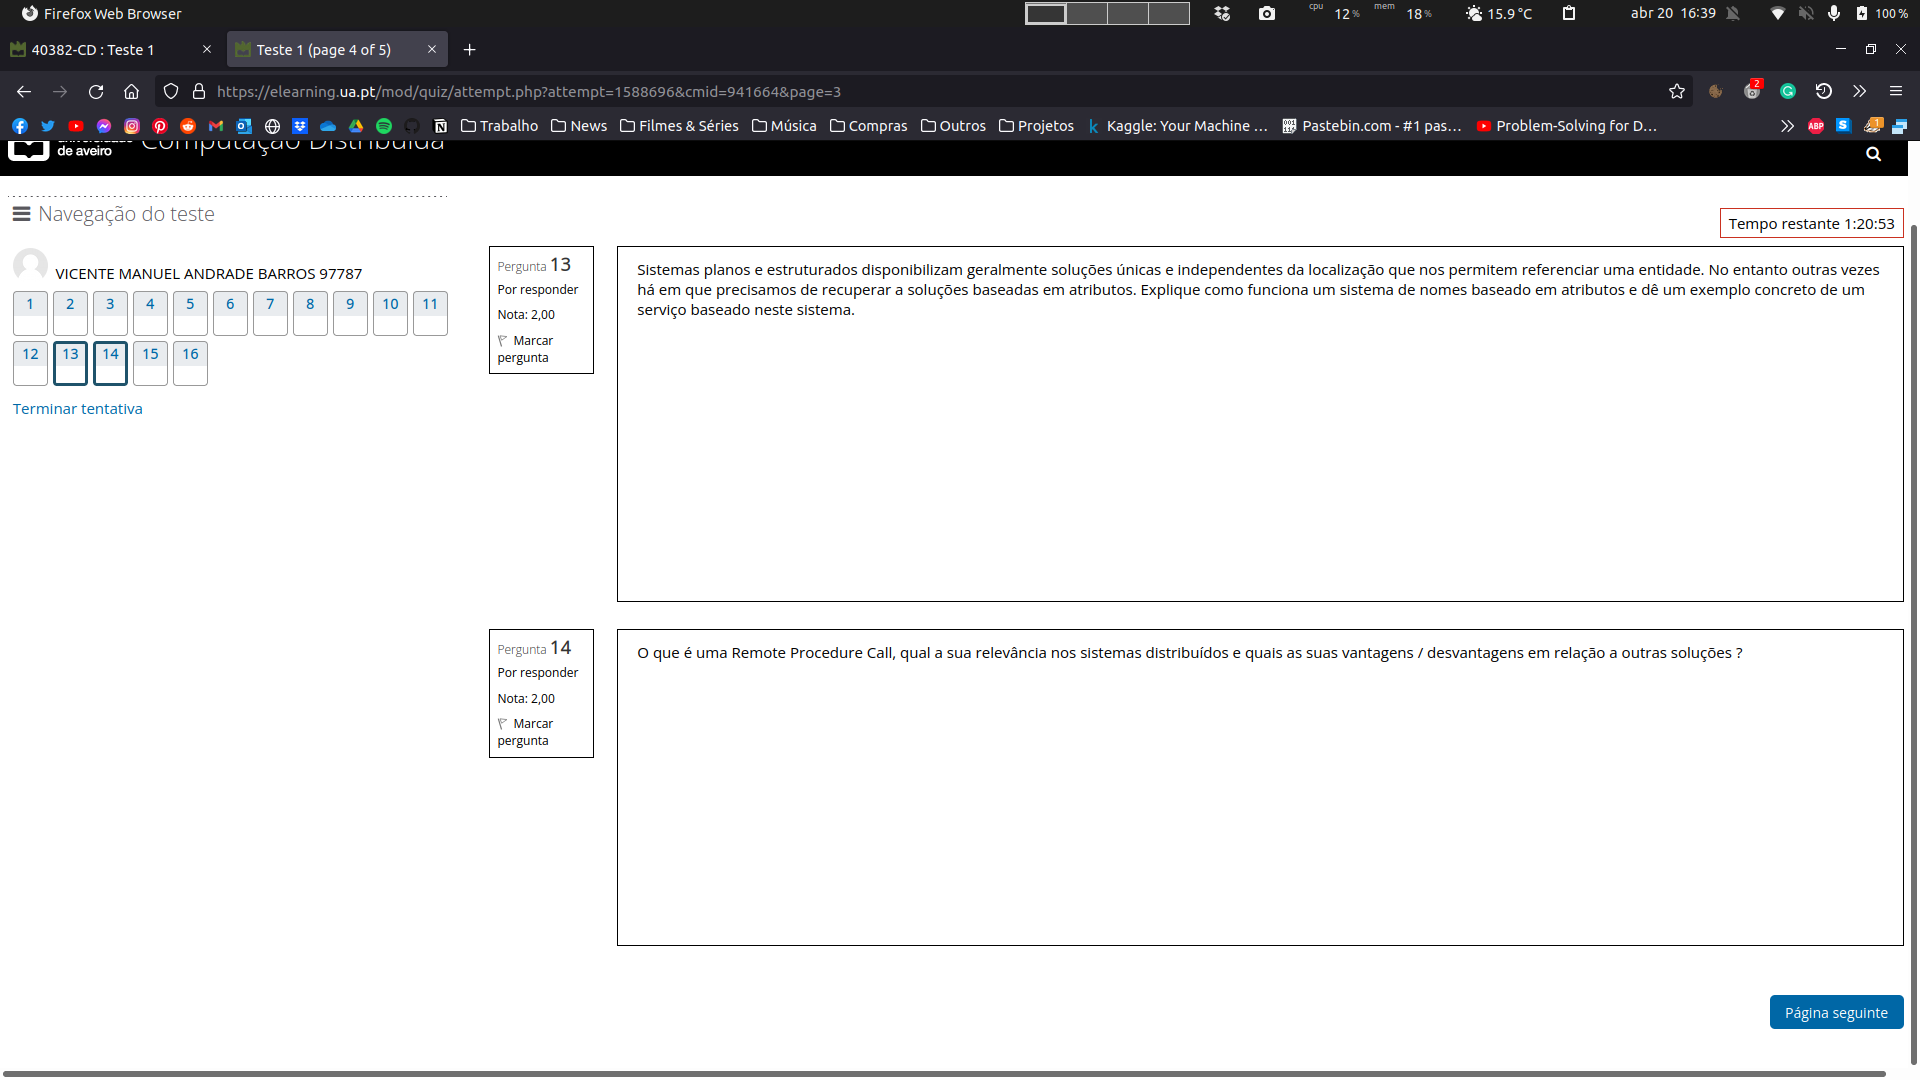 Firefox Web Browser
cpu 12% mem 18% 15.9 °C abr 20 16:39 100%
40382-CD : Teste 1
Teste 1 (page 4 of 5)
https://elearning.ua.pt/mod/quiz/attempt.php?attempt=1588696&cmid=941664&page=3
2
Trabalho News Filmes & Séries Música Compras Outros Projetos Kaggle: Your Machine ... Pastebin.com - #1 pas... Problem-Solving for D... ABP S 1
de aveiro Computação Distribuída
Navegação do teste
Tempo restante 1:20:53
VICENTE MANUEL ANDRADE BARROS 97787
1 2 3 4 5 6 7 8 9 10 11
12 13 14 15 16
Terminar tentativa
Pergunta 13
Por responder
Nota: 2,00
Marcar
pergunta
Sistemas planos e estruturados disponibilizam geralmente soluções únicas e independentes da localização que nos permitem referenciar uma entidade. No entanto outras vezes
há em que precisamos de recuperar a soluções baseadas em atributos. Explique como funciona um sistema de nomes baseado em atributos e dê um exemplo concreto de um
serviço baseado neste sistema.
Pergunta 14
Por responder
Nota: 2,00
Marcar
pergunta
O que é uma Remote Procedure Call, qual a sua relevância nos sistemas distribuídos e quais as suas vantagens / desvantagens em relação a outras soluções ?
Página seguinte